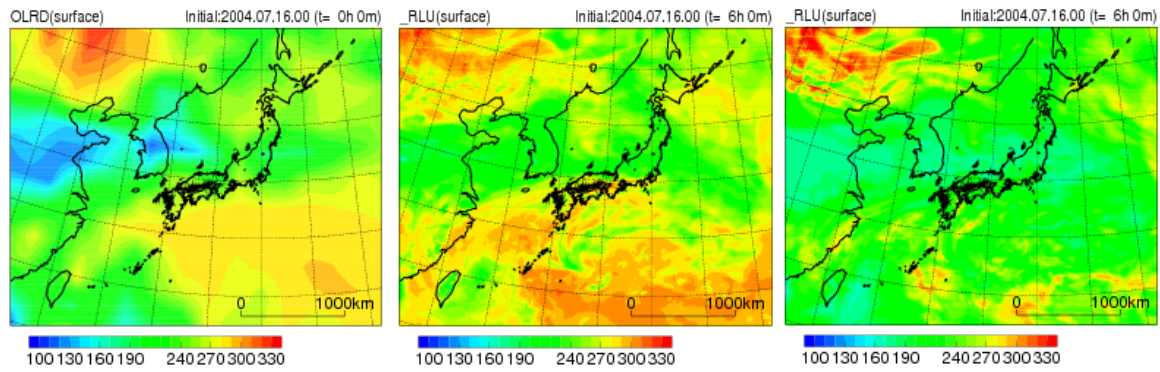 OLRD(surface) Initial:2004.07.16.00 (t= 0h 0m)
0 1000km
100 130 160 190 240 270 300 330
_RLU(surface) Initial:2004.07.16.00 (t= 6h 0m)
0 1000km
100 130 160 190 240 270 300 330
_RLU(surface) Initial:2004.07.16.00 (t= 6h 0m)
0 1000km
100 130 160 190 240 270 300 330